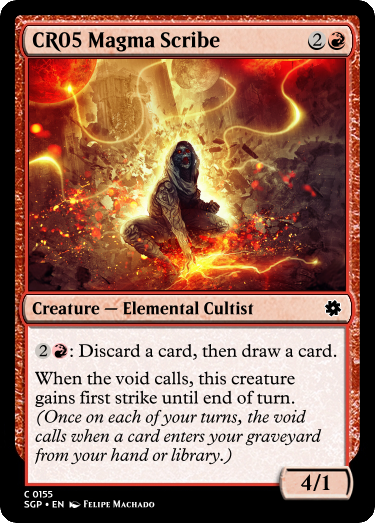 CR05 Magma Scribe 2
Creature — Elemental Cultist
2 : Discard a card, then draw a card.
When the void calls, this creature
gains first strike until end of turn.
(Once on each of your turns, the void
calls when a card enters your graveyard
from your hand or library.)
4/1
C 0155
SGP • EN Felipe Machado